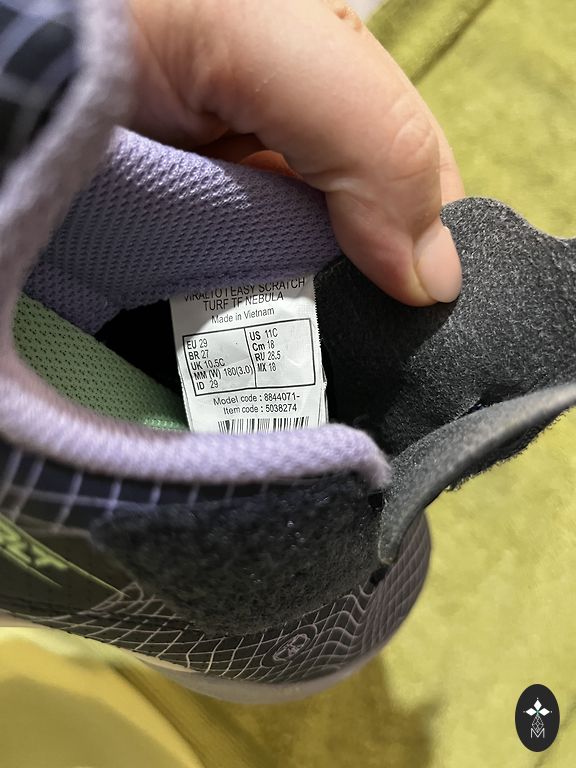 VIRALTO I EASY SCRATCH
TURF TF NEBULA
Made in Vietnam
EU 29
BR 27
UK 10.5C
MM (W) 180(3.0)
ID 29
US 11C
Cm 18
RU 28.5
MX 18
Model code : 8844071-
Item code : 5038274
M